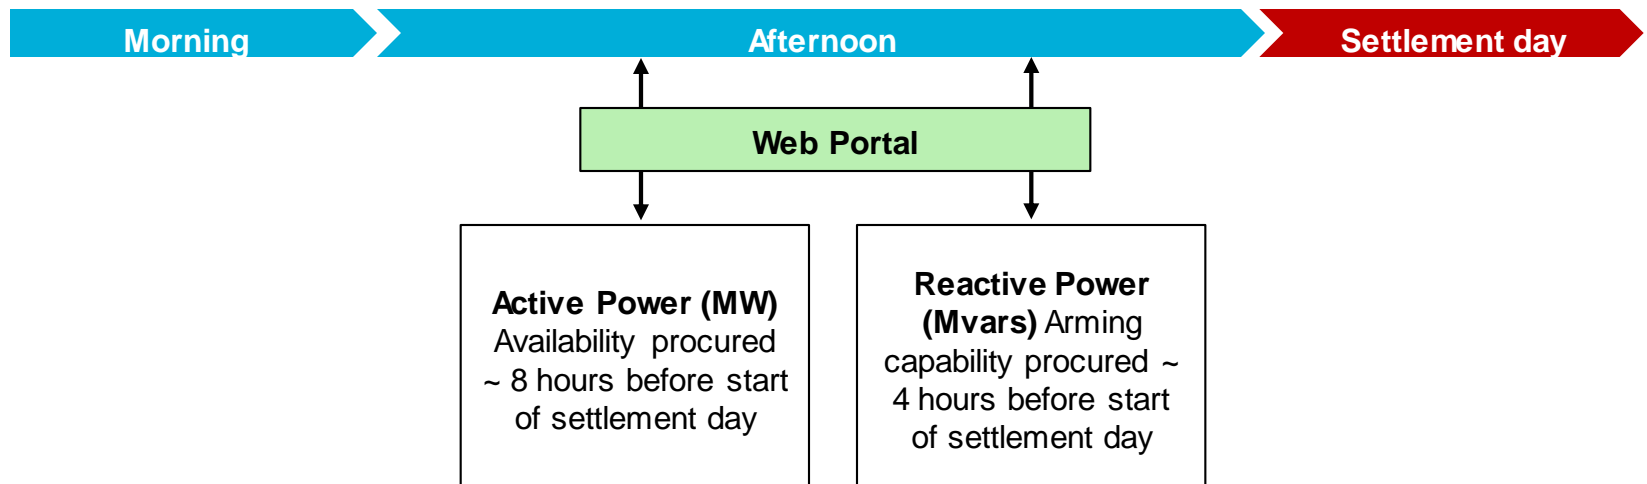 Morning
Afternoon
Settlement day
Web Portal
Active Power (MW)
Availability procured
~ 8 hours before start
of settlement day
Reactive Power
(Mvars) Arming
capability procured ~
4 hours before start
of settlement day